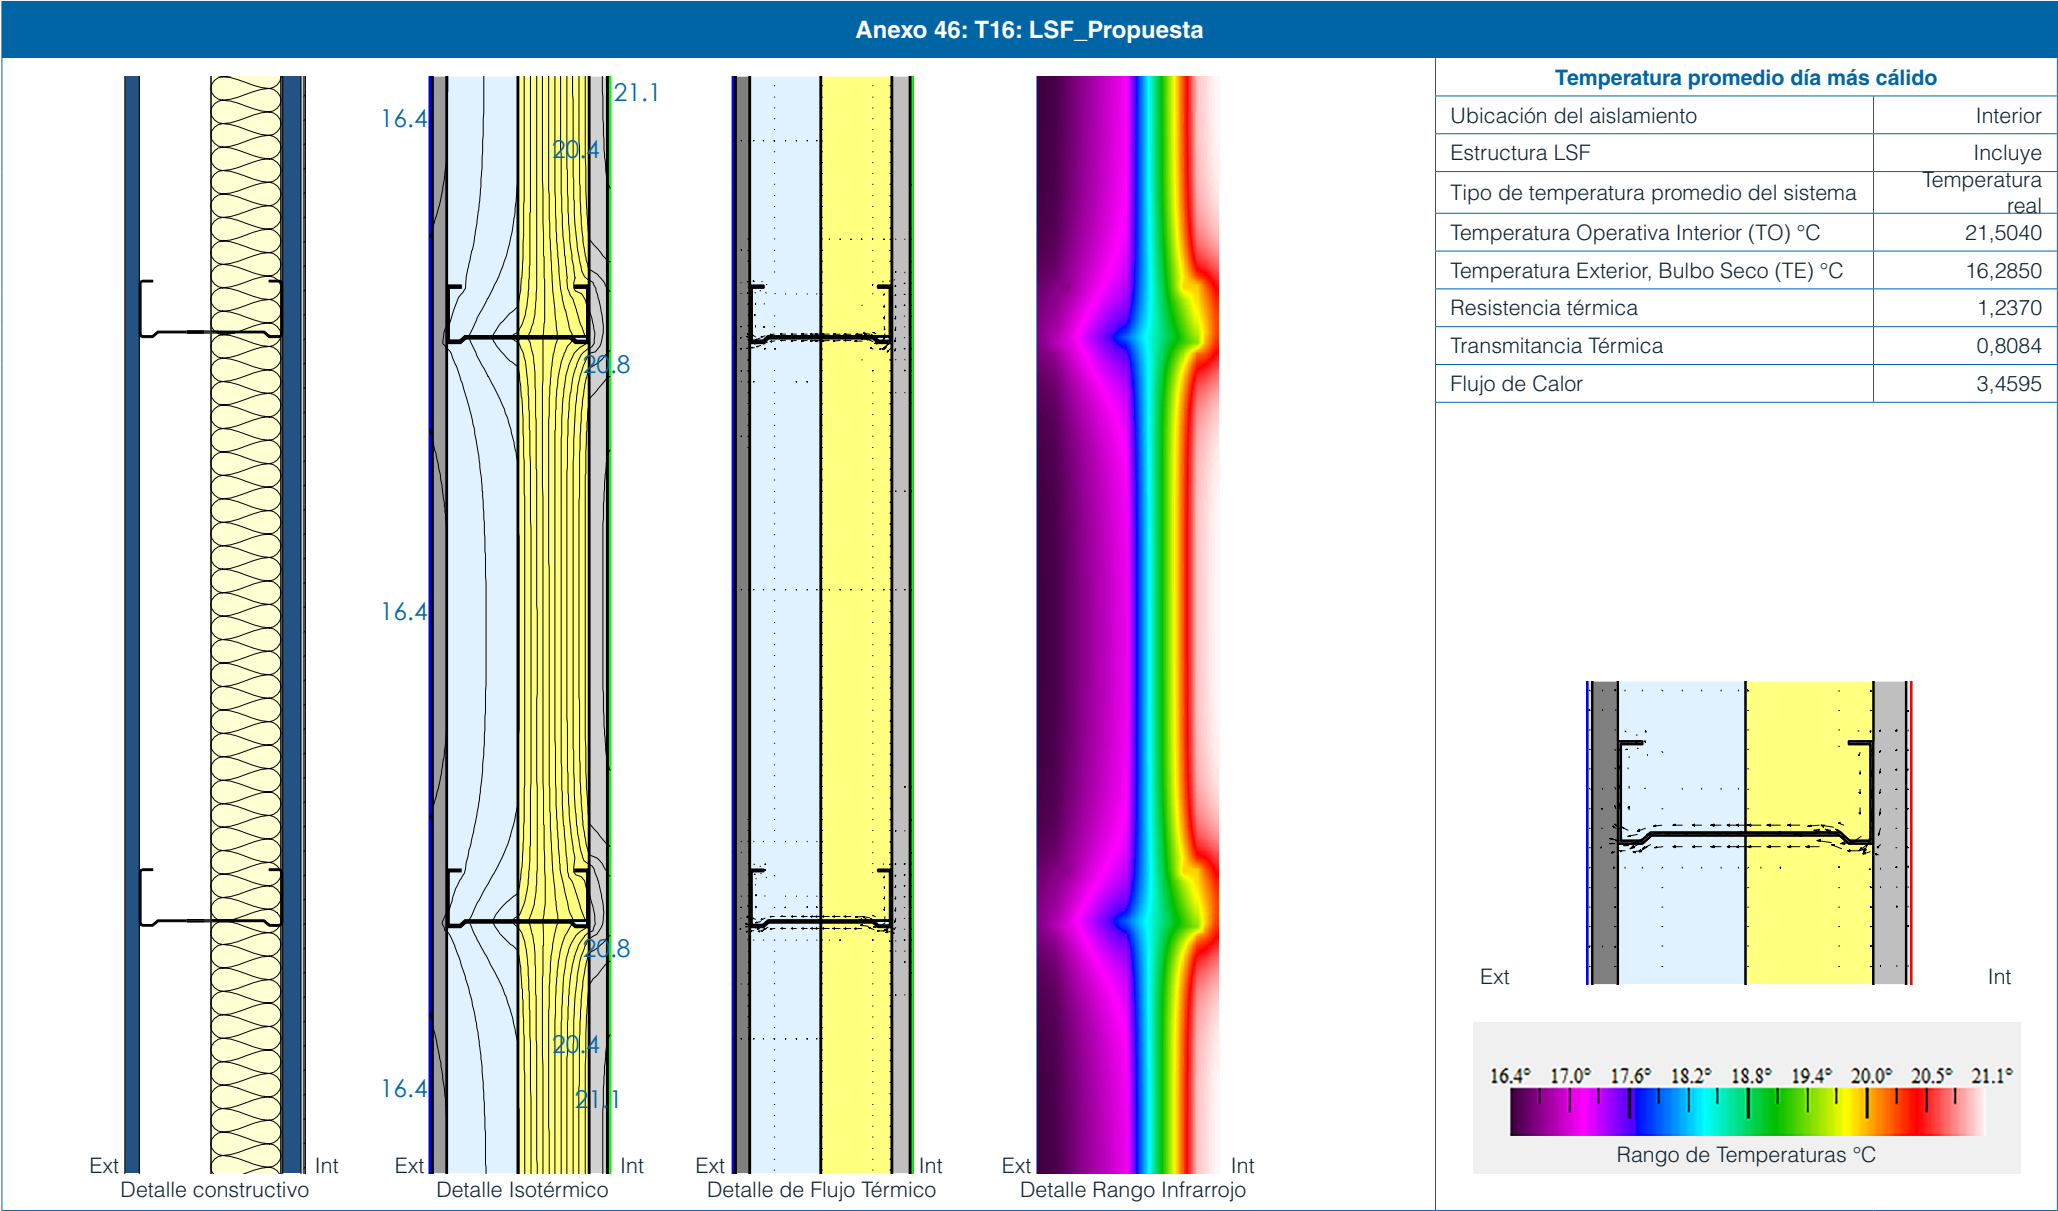 Anexo 46: T16: LSF_Propuesta
16.4
21.1
20.4
20.8
16.4
20.8
20.4
16.4
21.1
Ext
Int
Detalle constructivo
Ext
Int
Detalle Isotérmico
Ext
Int
Detalle de Flujo Térmico
Ext
Int
Detalle Rango Infrarrojo
Temperatura promedio día más cálido
Ubicación del aislamiento Interior
Estructura LSF Incluye
Tipo de temperatura promedio del sistema Temperatura
real
Temperatura Operativa Interior (TO) °C 21,5040
Temperatura Exterior, Bulbo Seco (TE) °C 16,2850
Resistencia térmica 1,2370
Transmitancia Térmica 0,8084
Flujo de Calor 3,4595
Ext
Int
16.4° 17.0° 17.6° 18.2° 18.8° 19.4° 20.0° 20.5° 21.1°
Rango de Temperaturas °C